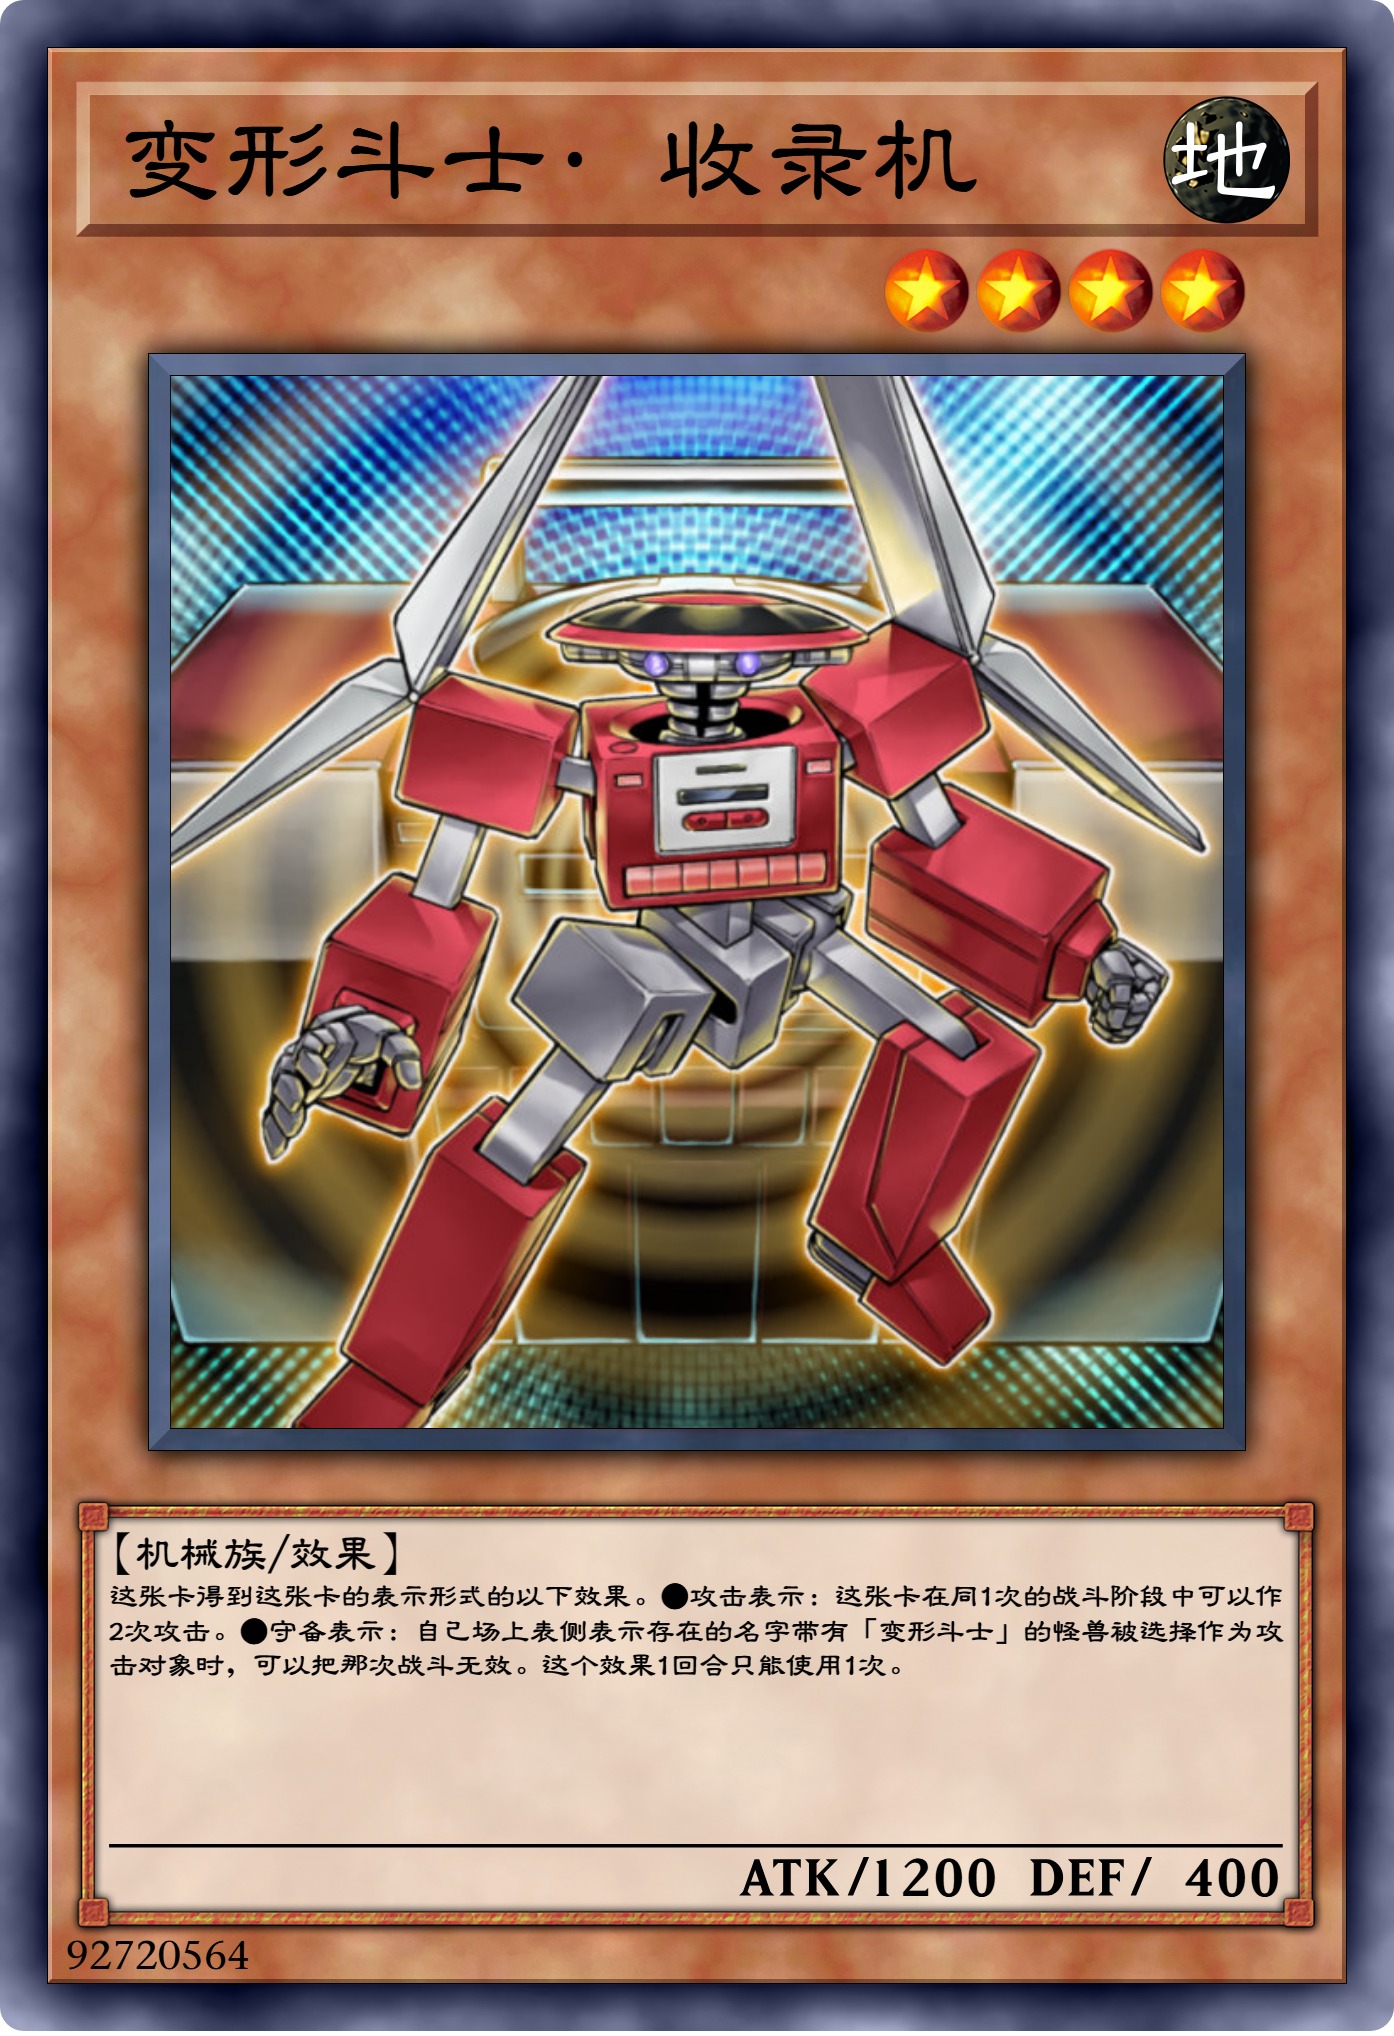 变形斗士·收录机
地
【机械族/效果】
这张卡得到这张卡的表示形式的以下效果。●攻击表示：这张卡在同1次的战斗阶段中可以作
2次攻击。●守备表示：自己场上表侧表示存在的名字带有「变形斗士」的怪兽被选择作为攻
击对象时，可以把那次战斗无效。这个效果1回合只能使用1次。
ATK/1200 DEF/ 400
92720564